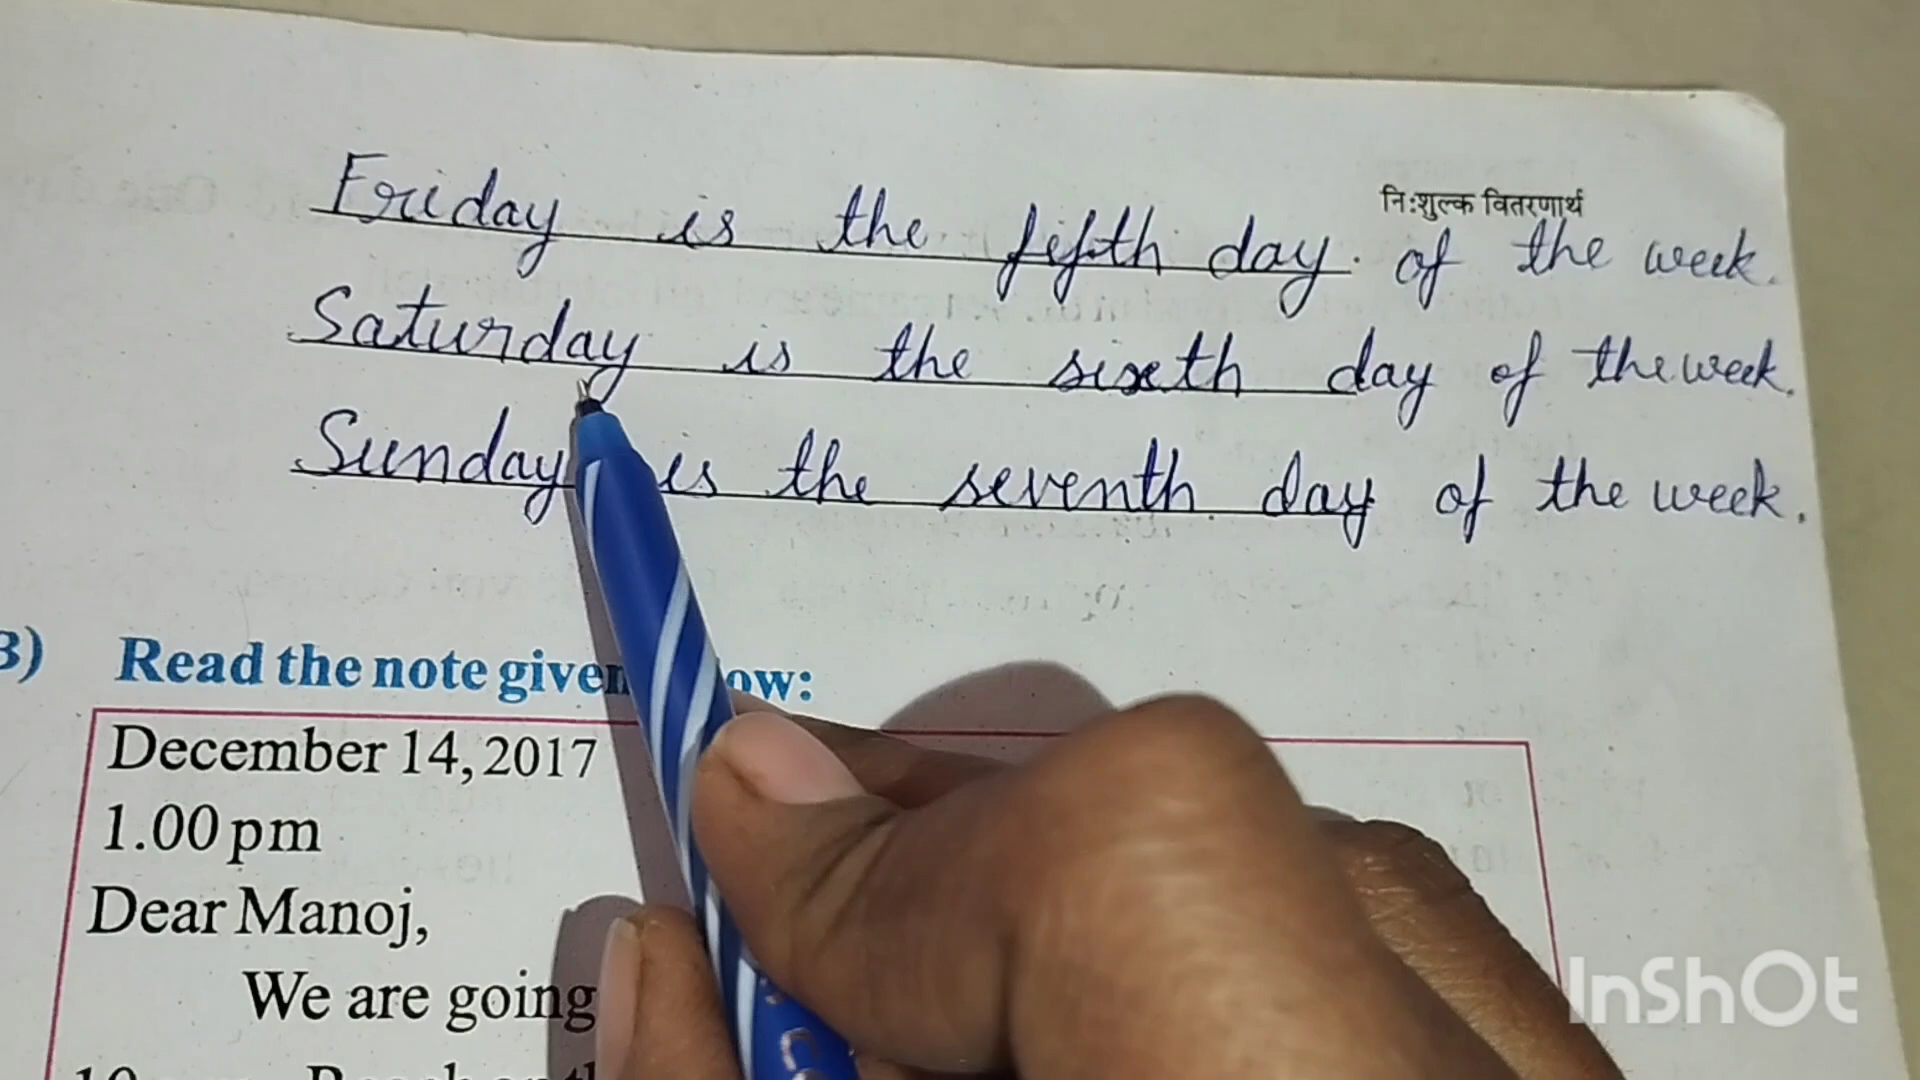 निःशुल्क वितरणार्थ
Friday is the fifth day of the week.
Saturday is the sixth day of the week.
Sunday is the seventh day of the week.
3) Read the note given
December 14, 2017
1.00 pm
Dear Manoj,
We are going
InShOt